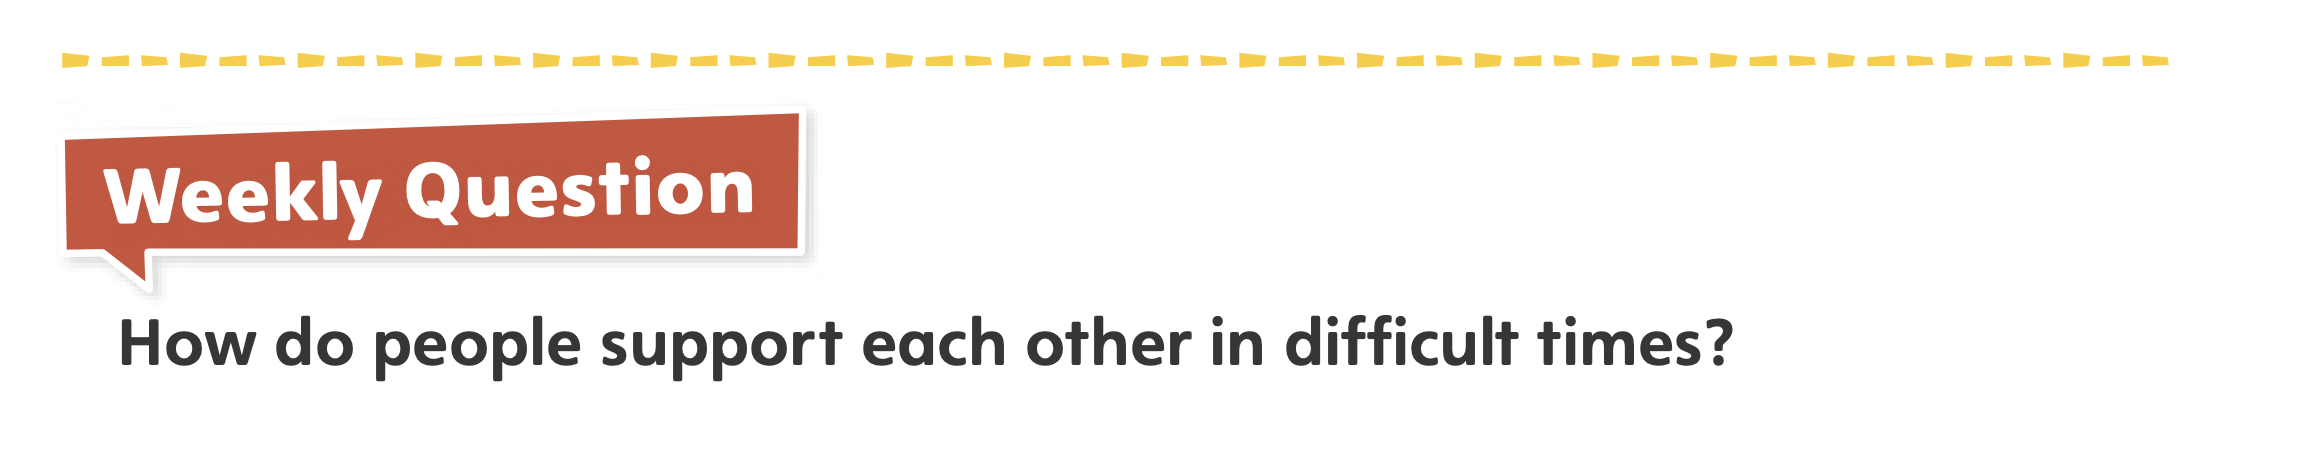 Weekly Question
How do people support each other in difficult times?